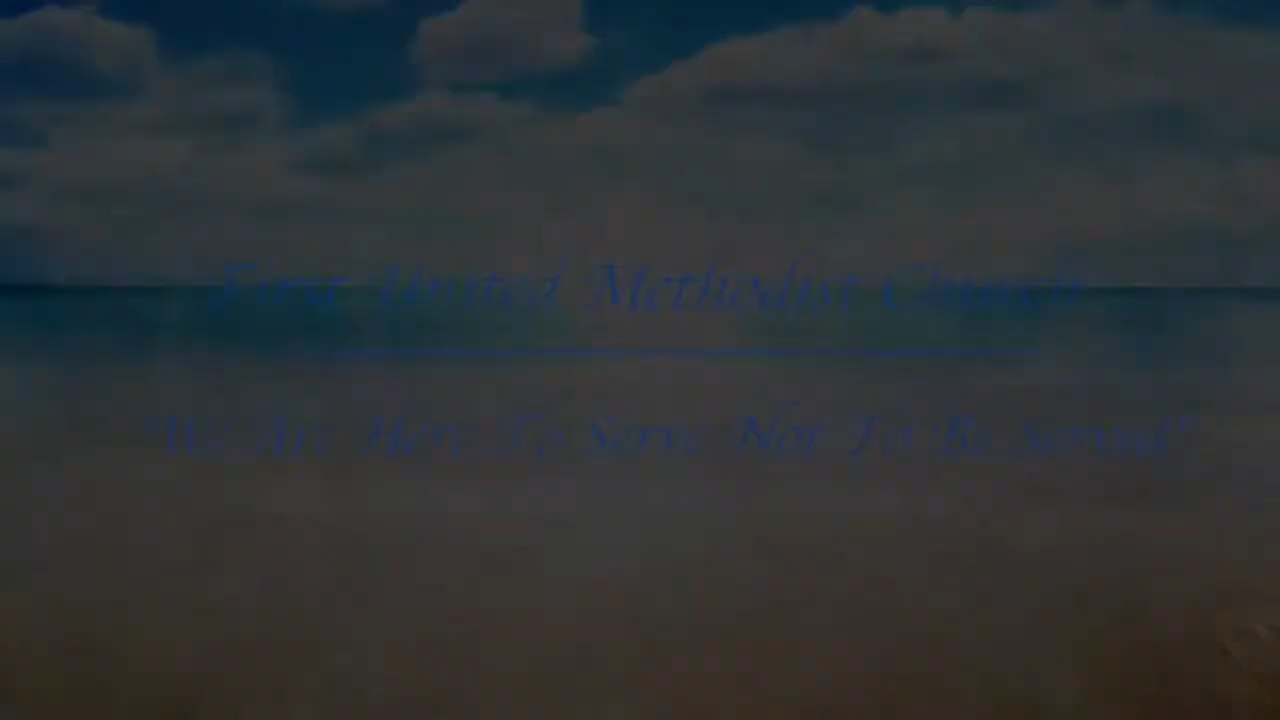 First United Methodist Church
"We Are Here To Serve Not To Be Served"